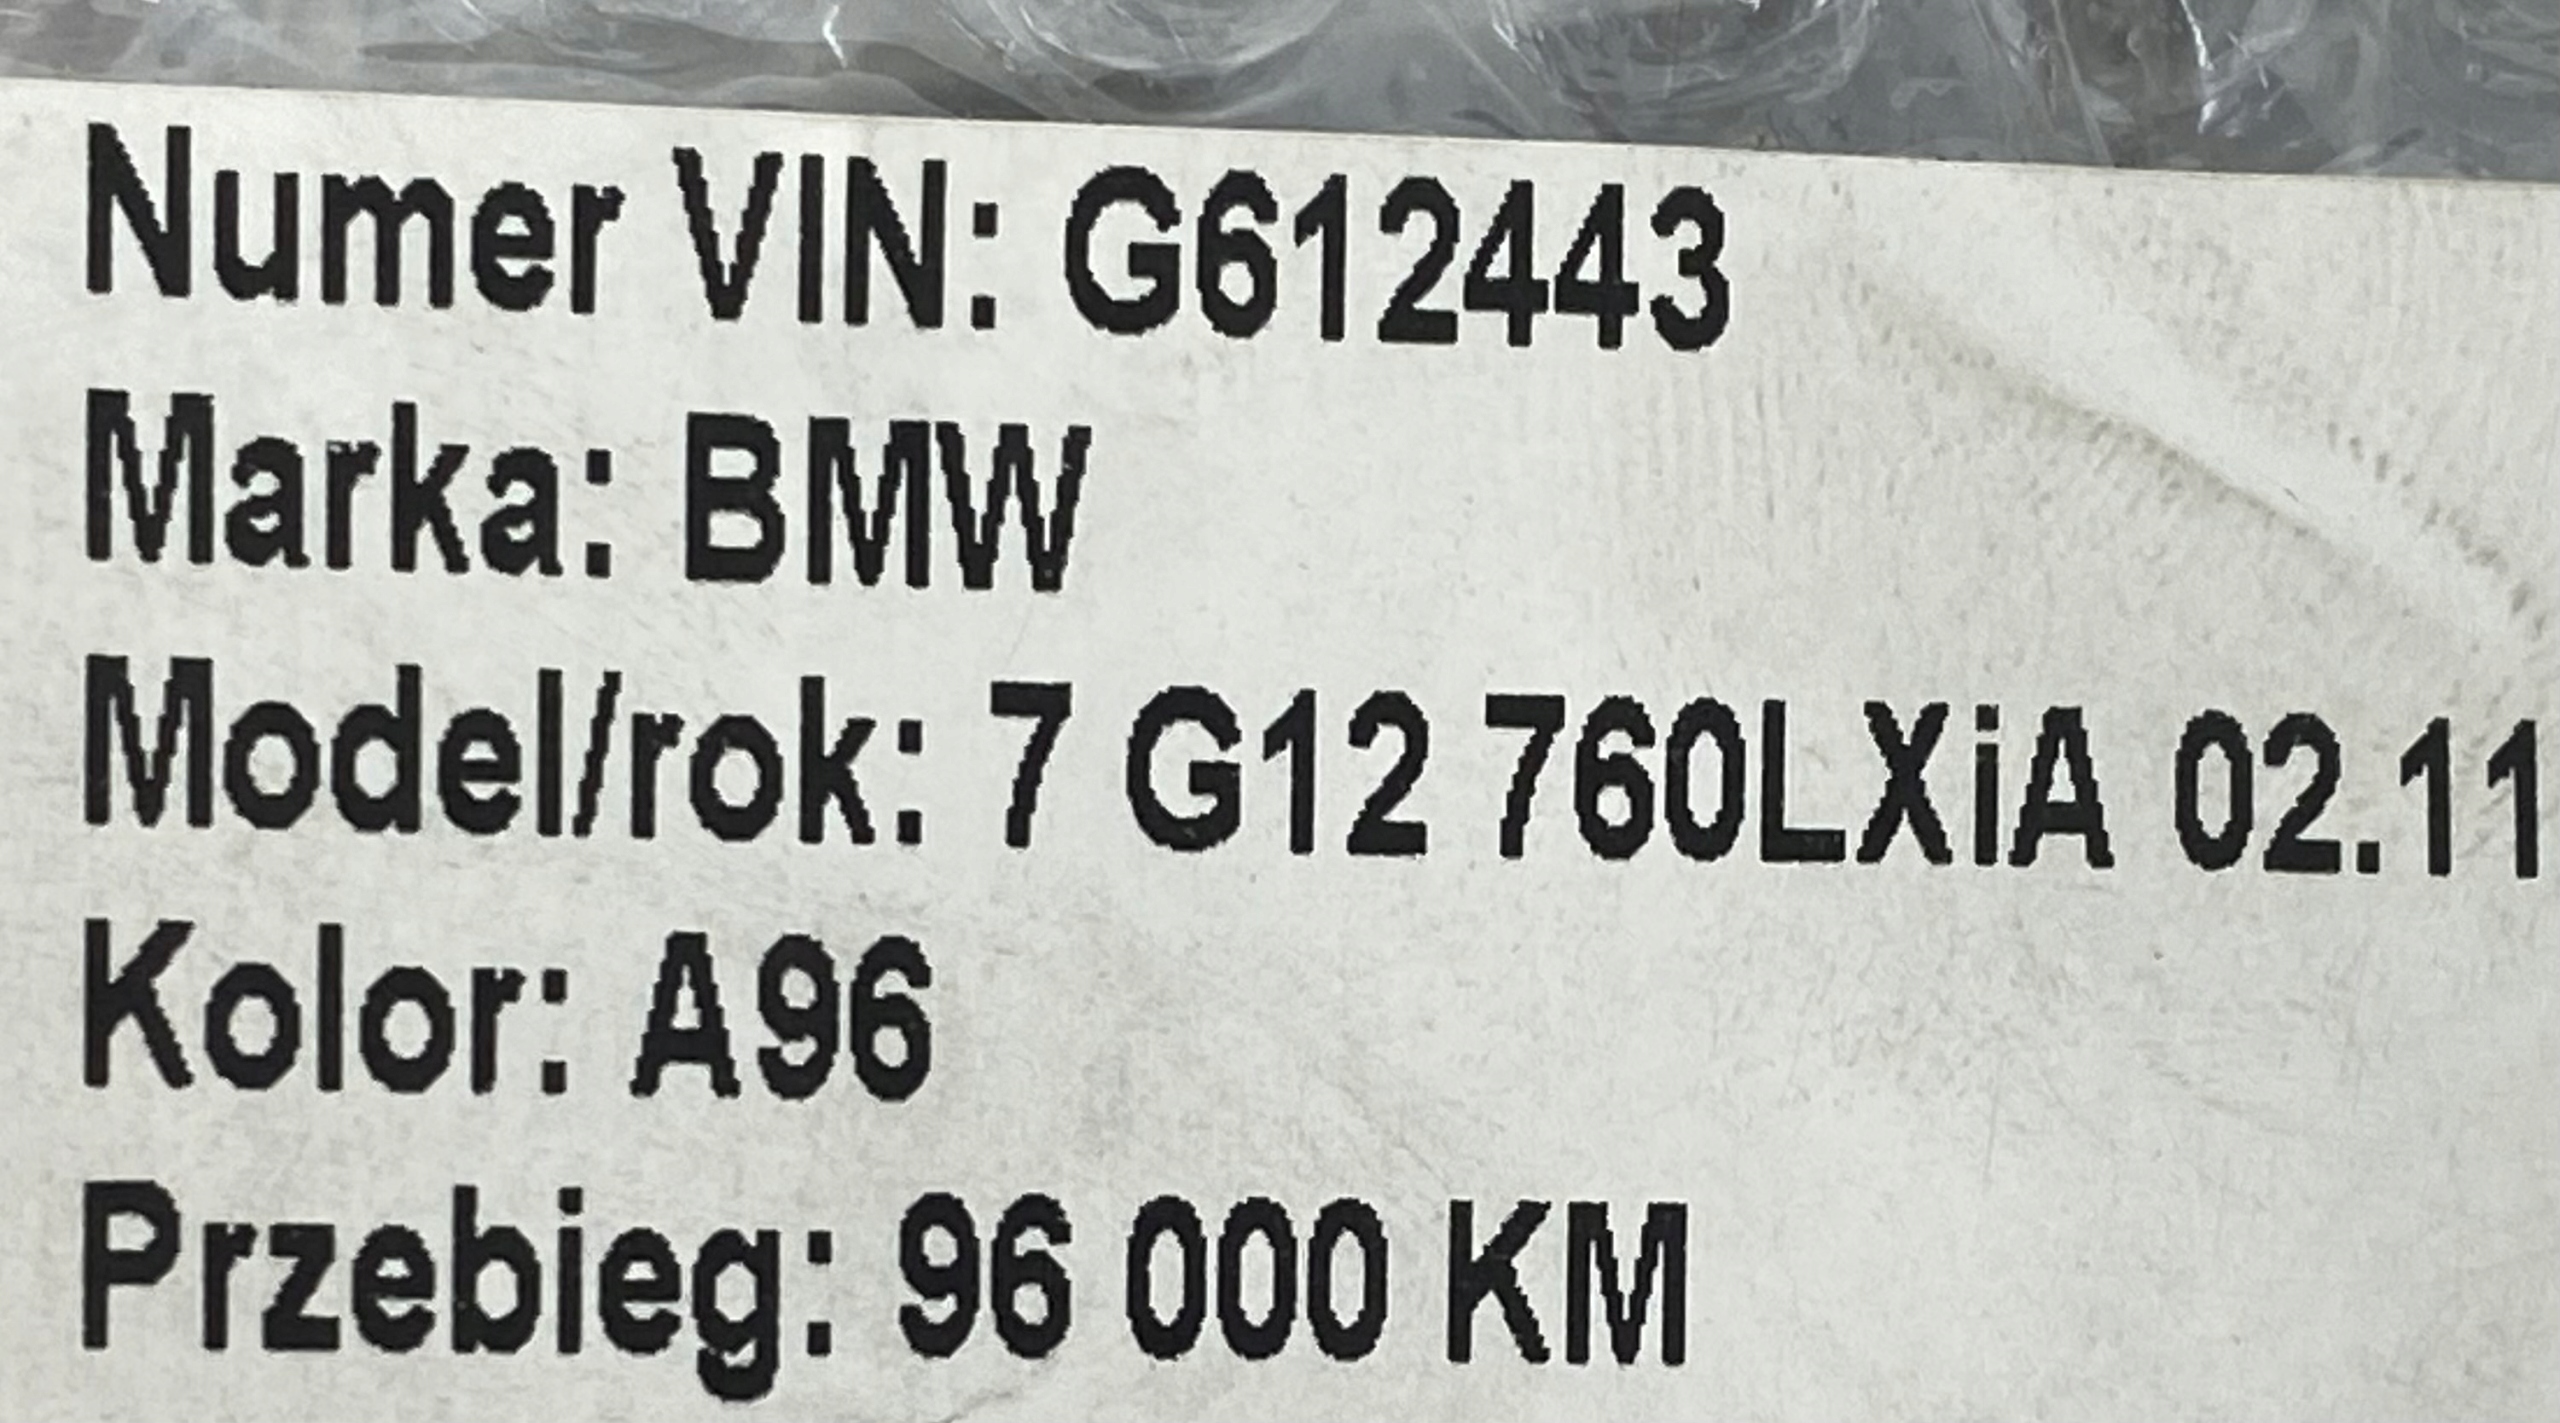 Numer VIN: G612443
Marka: BMW
Model/rok: 7 G12 760LXiA 02.11
Kolor: A96
Przebieg: 96 000 KM